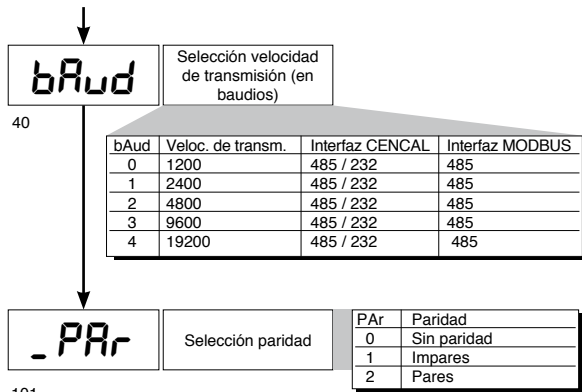 bAud
Selección velocidad
de transmisión (en
baudios)
40
bAud Veloc. de transm. Interfaz CENCAL Interfaz MODBUS
0 1200 485 / 232 485
1 2400 485 / 232 485
2 4800 485 / 232 485
3 9600 485 / 232 485
4 19200 485 / 232 485
_PAr
Selección paridad
PAr Paridad
0 Sin paridad
1 Impares
2 Pares